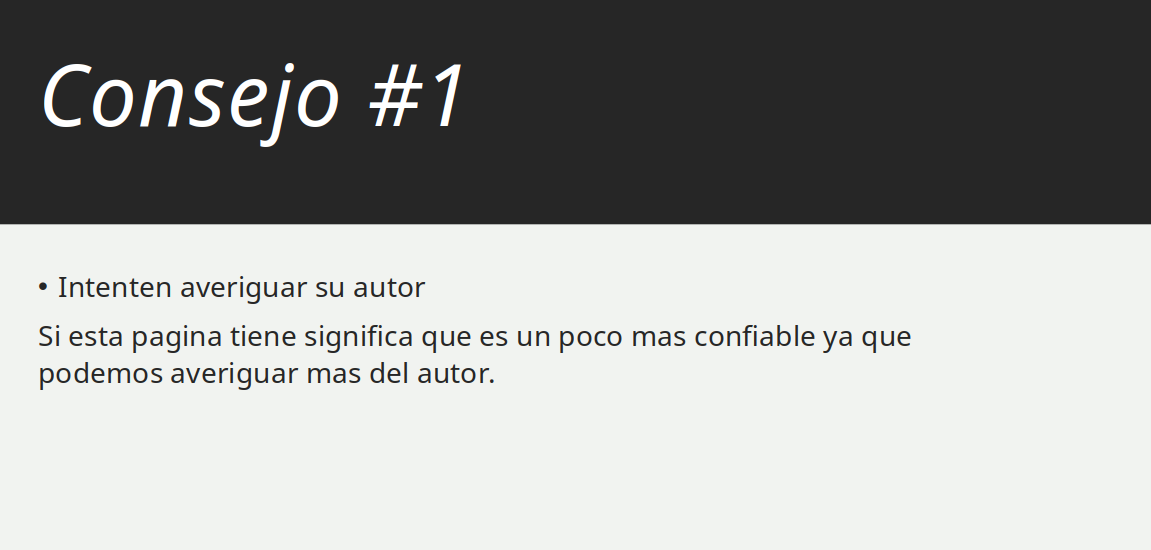 Consejo #1
• Intenten averiguar su autor
Si esta pagina tiene significa que es un poco mas confiable ya que
podemos averiguar mas del autor.